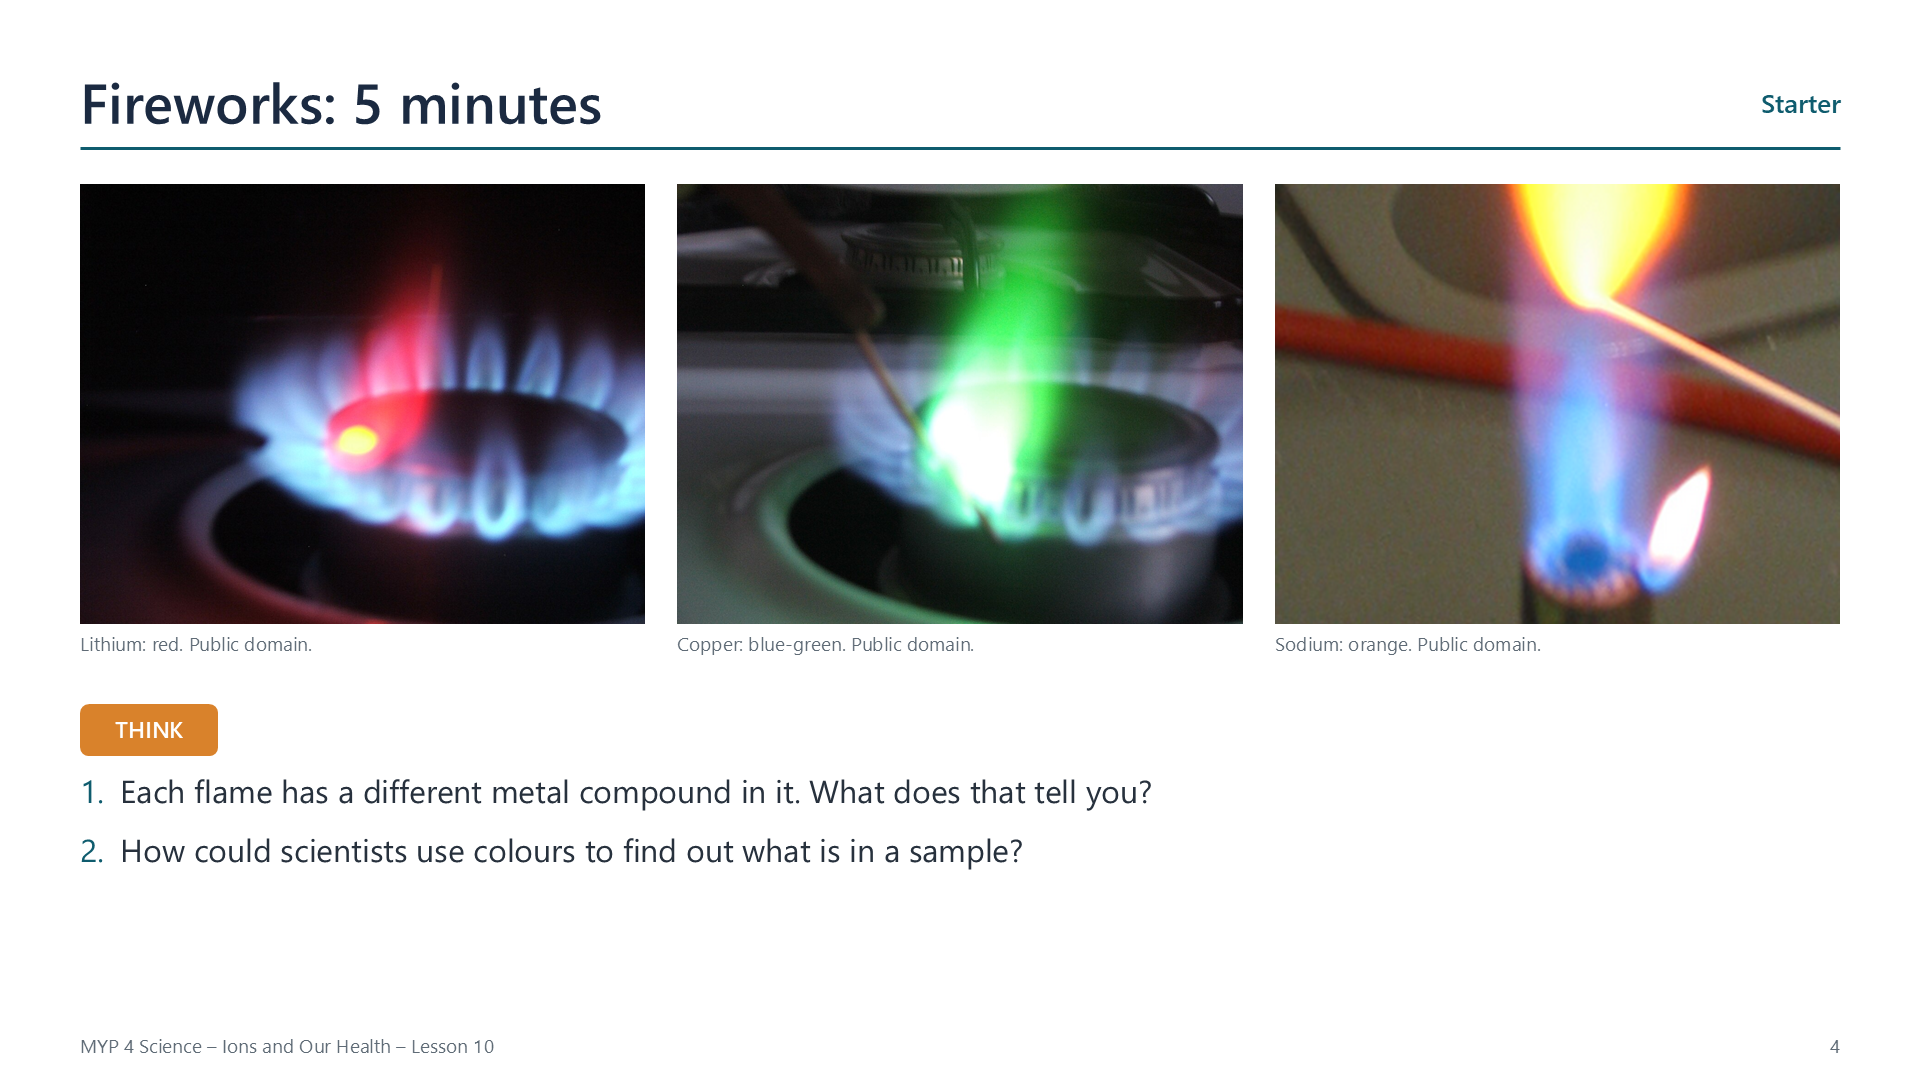 Fireworks: 5 minutes
Starter
Lithium: red. Public domain.
Copper: blue-green. Public domain.
Sodium: orange. Public domain.
THINK
1. Each flame has a different metal compound in it. What does that tell you?
2. How could scientists use colours to find out what is in a sample?
MYP 4 Science – Ions and Our Health – Lesson 10
4